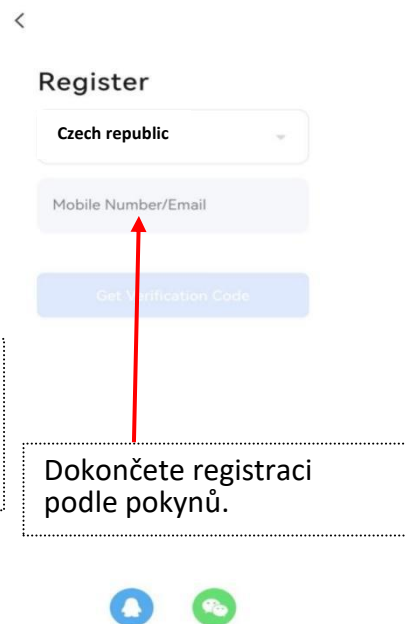 Register
Czech republic
Mobile Number/Email
Get Verification Code
Dokončete registraci
podle pokynů.